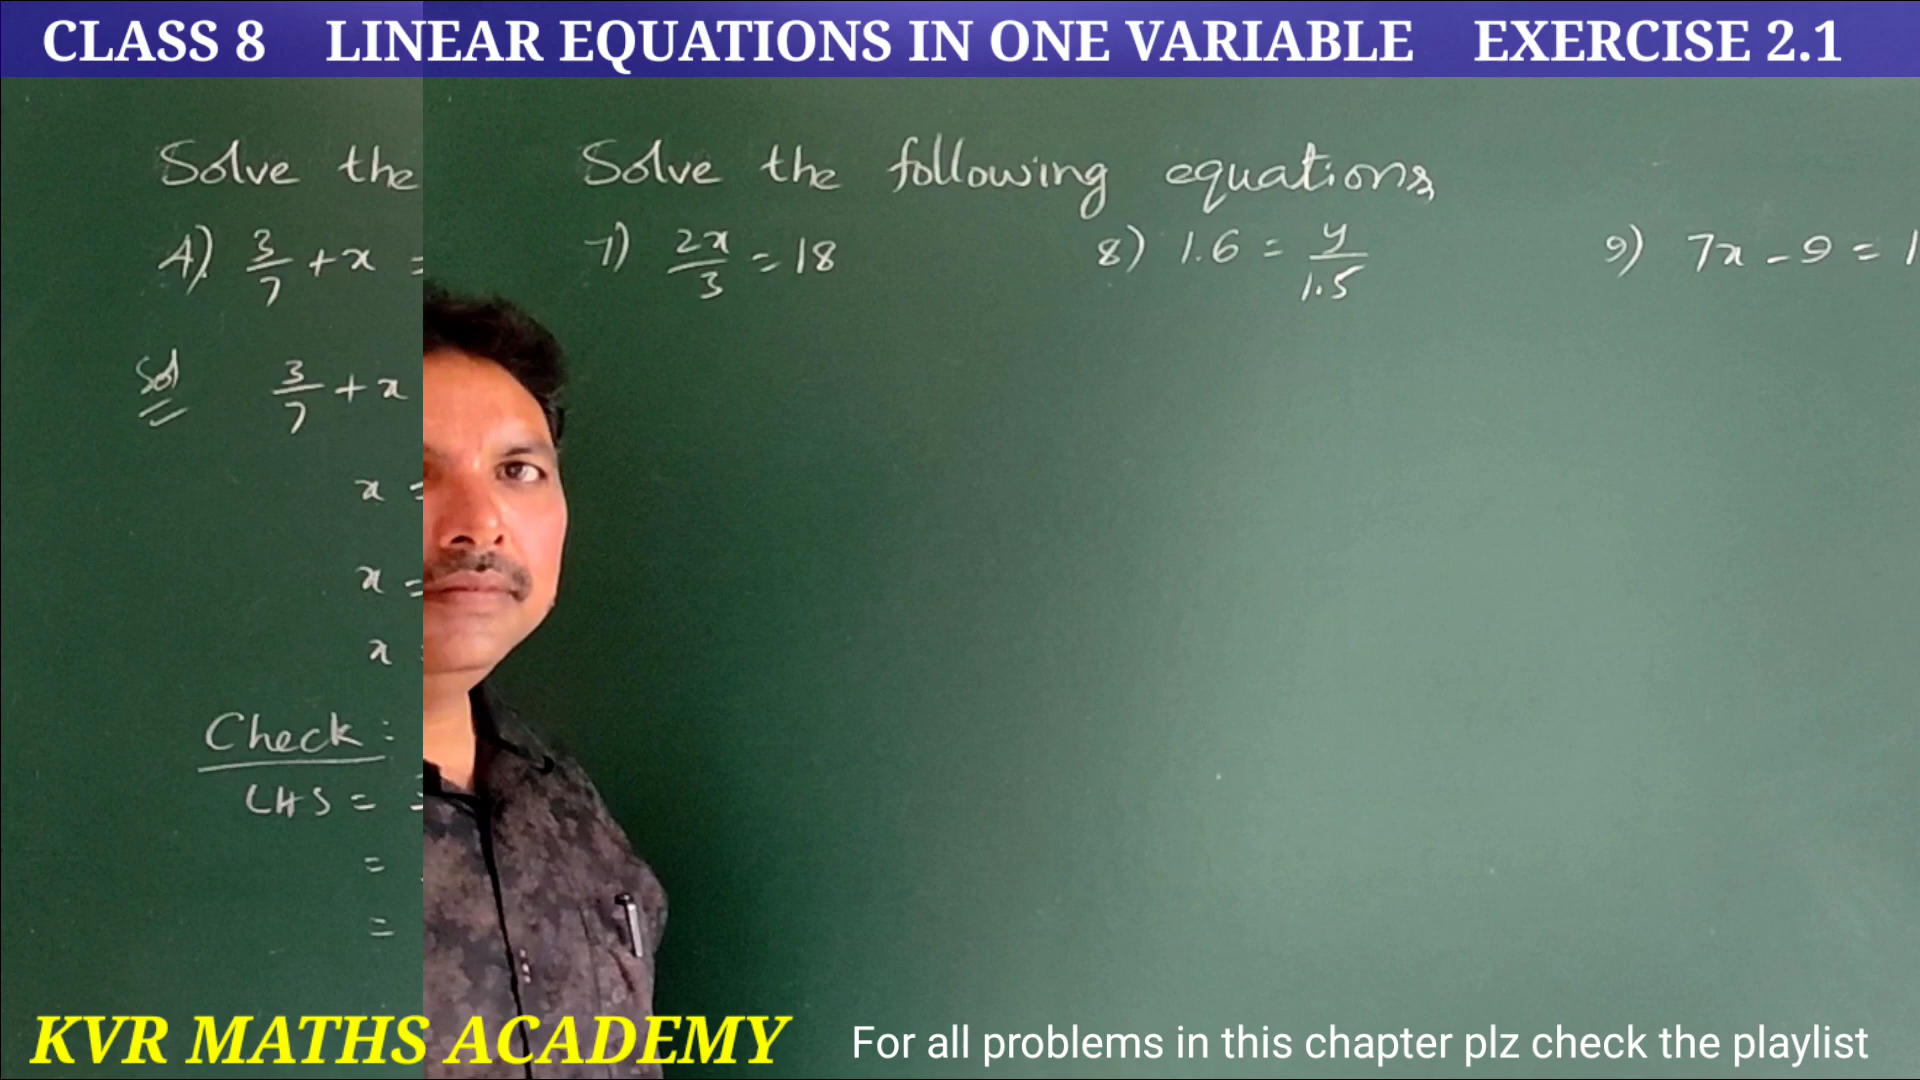 CLASS 8 LINEAR EQUATIONS IN ONE VARIABLE EXERCISE 2.1
Solve the
4) 3/7 + x =
Sol 3/7 + x
x =
x =
x
Check :
LHS =
=
=
Solve the following equations
7) 2x/3 = 18
8) 1.6 = y/1.5
9) 7x - 9 = 1
KVR MATHS ACADEMY
For all problems in this chapter plz check the playlist